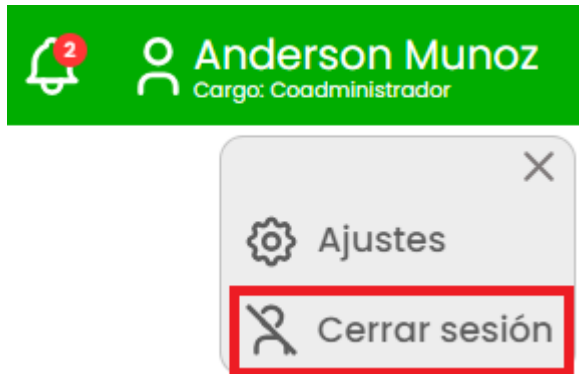 2
Anderson Munoz
Cargo: Coadministrador
Ajustes
Cerrar sesión